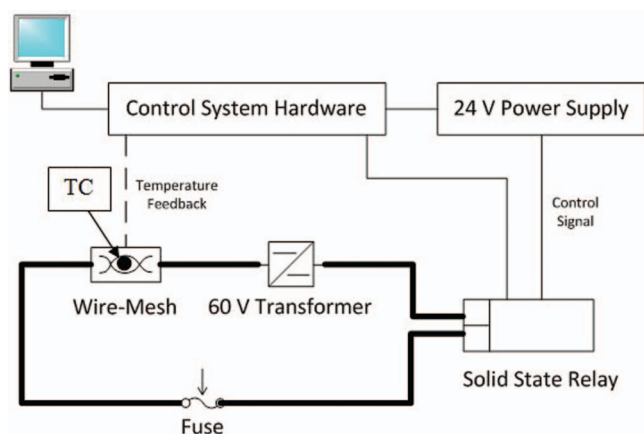 Control System Hardware
24 V Power Supply
TC
Temperature
Feedback
Control
Signal
Wire-Mesh
60 V Transformer
Solid State Relay
Fuse